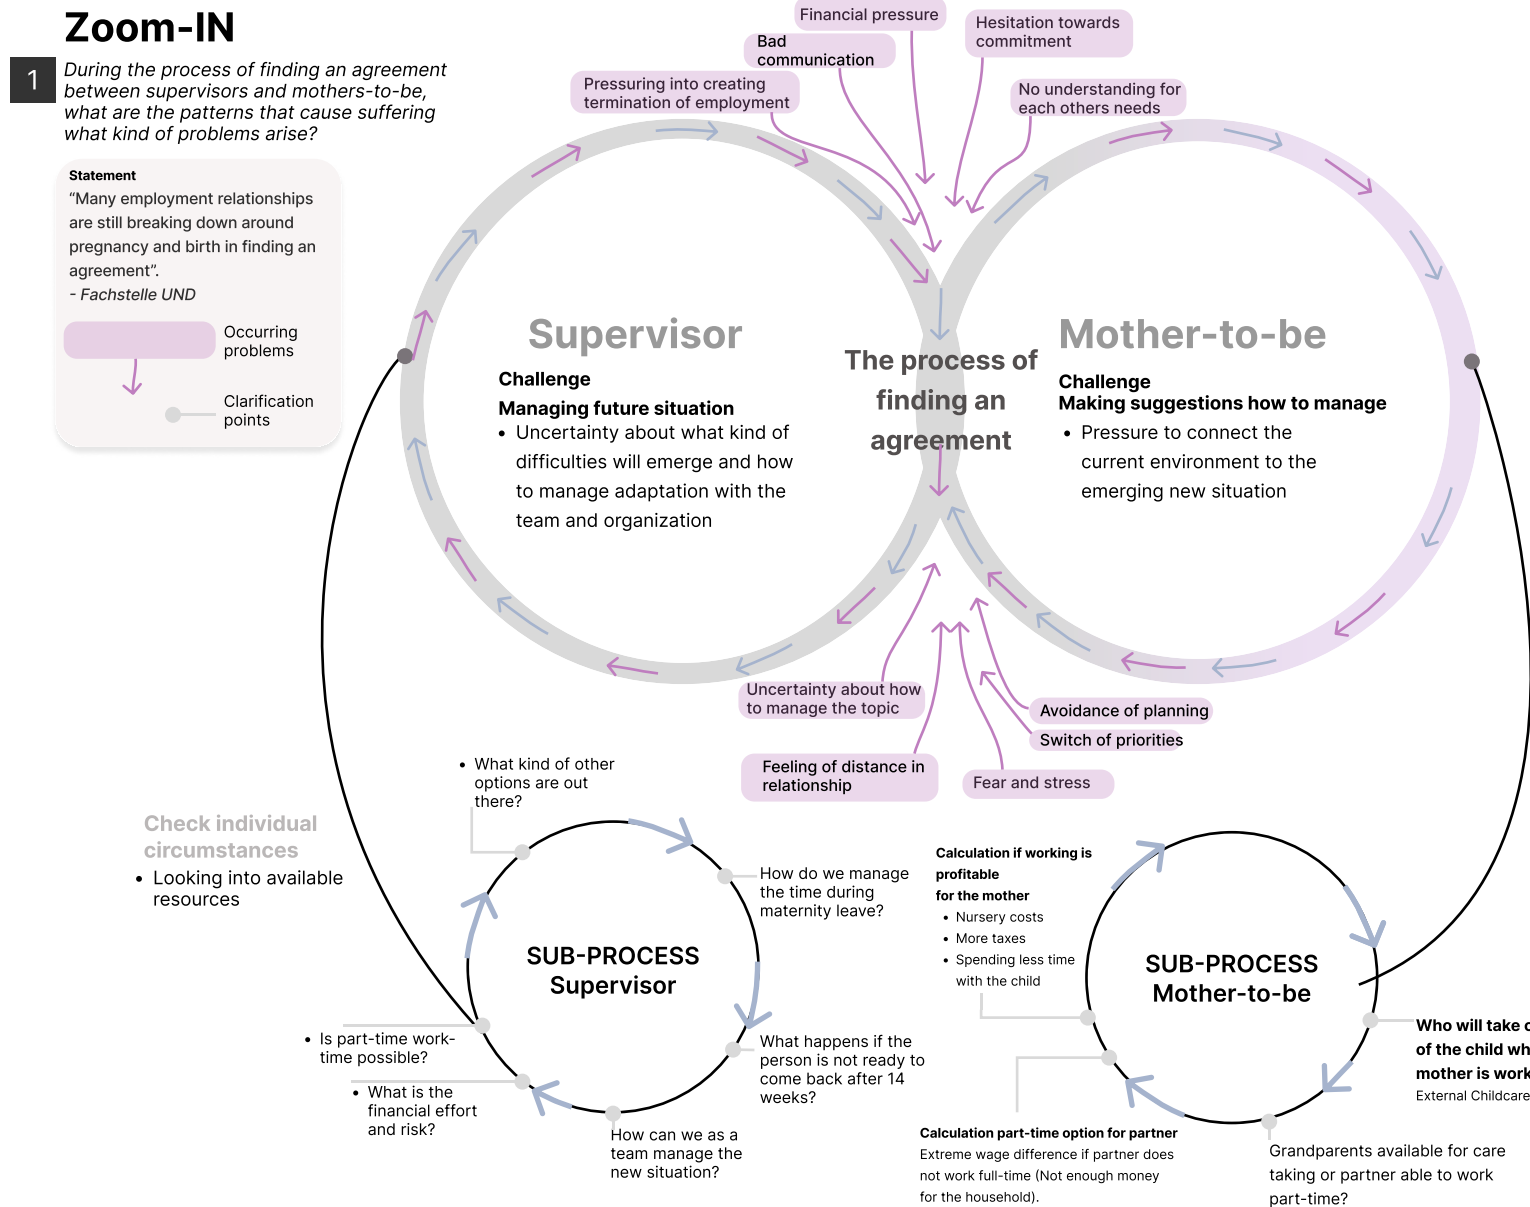 Zoom-IN
1
During the process of finding an agreement
between supervisors and mothers-to-be,
what are the patterns that cause suffering
what kind of problems arise?
Statement
“Many employment relationships
are still breaking down around
pregnancy and birth in finding an
agreement”.
- Fachstelle UND
Occurring
problems
Clarification
points
Financial pressure
Hesitation towards
commitment
Bad
communication
Pressuring into creating
termination of employment
No understanding for
each others needs
Supervisor
Challenge
Managing future situation
• Uncertainty about what kind of
difficulties will emerge and how
to manage adaptation with the
team and organization
The process of
finding an
agreement
Mother-to-be
Challenge
Making suggestions how to manage
• Pressure to connect the
current environment to the
emerging new situation
Uncertainty about how
to manage the topic
Avoidance of planning
Switch of priorities
Feeling of distance in
relationship
Fear and stress
Check individual
circumstances
• Looking into available
resources
• What kind of other
options are out
there?
How do we manage
the time during
maternity leave?
SUB-PROCESS
Supervisor
What happens if the
person is not ready to
come back after 14
weeks?
How can we as a
team manage the
new situation?
• What is the
financial effort
and risk?
• Is part-time work-
time possible?
Calculation if working is
profitable
for the mother
• Nursery costs
• More taxes
• Spending less time
with the child
SUB-PROCESS
Mother-to-be
Who will take
of the child
mother is
External Childcare
Grandparents available for care
taking or partner able to work
part-time?
Calculation part-time option for partner
Extreme wage difference if partner does
not work full-time (Not enough money
for the household).